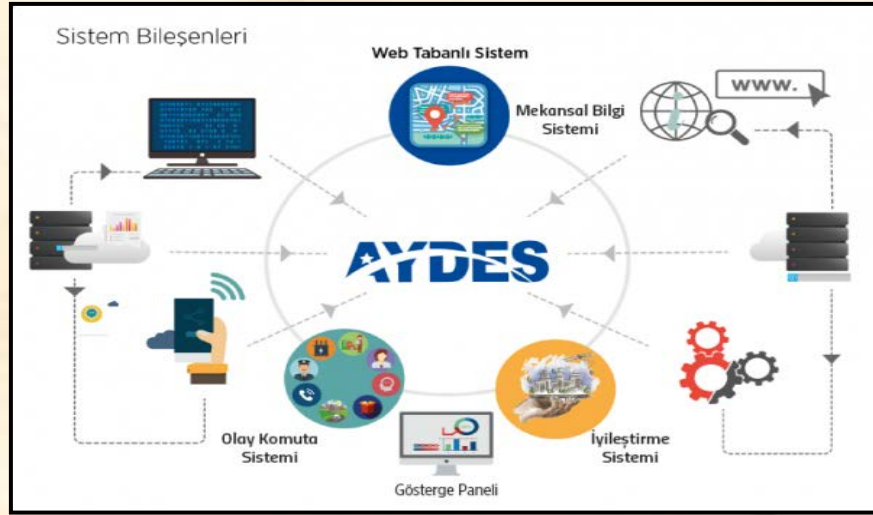 Sistem Bileşenleri
Web Tabanlı Sistem
www.
Mekansal Bilgi
Sistemi
AYDES
Olay Komuta
Sistemi
İyileştirme
Sistemi
Gösterge Paneli